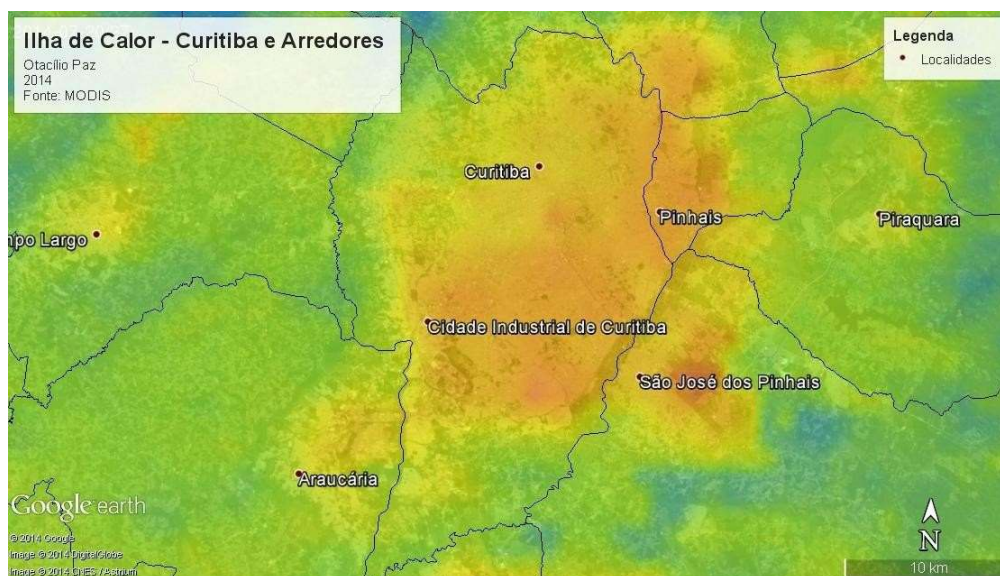 Ilha de Calor - Curitiba e Arredores
Otacílio Paz
2014
Fonte: MODIS
Legenda
Localidades
Curitiba
Pinhais
Piraquara
mpo Largo
Cidade Industrial de Curitiba
São José dos Pinhais
Araucária
Google earth
© 2014 Google
Image © 2014 DigitalGlobe
Image © 2014 CNES / Astrium
N
10 km